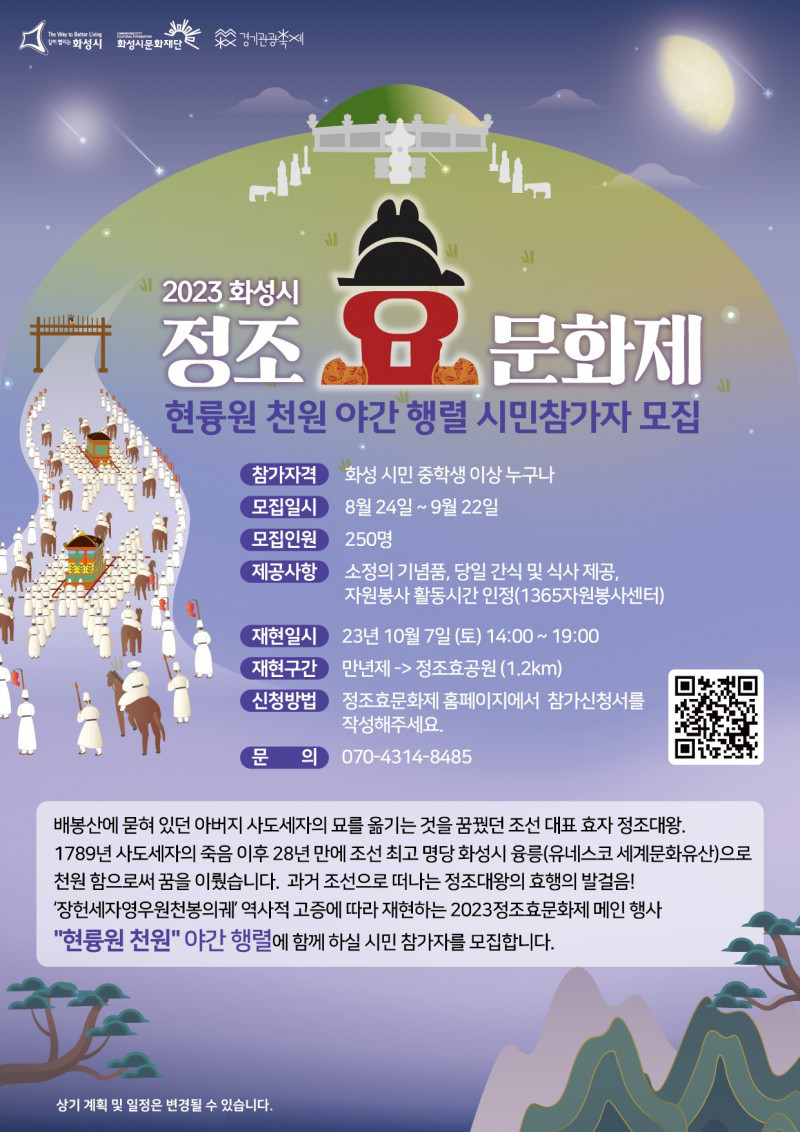 The Way to Better Living
길이 열리는 화성시
HWASEONG CITY
CULTURAL FOUNDATION
화성시문화재단
경기관광축제
2023 화성시
정조 효 문화제
현륭원 천원 야간 행렬 시민참가자 모집
참가자격 화성 시민 중학생 이상 누구나
모집일시 8월 24일 ~ 9월 22일
모집인원 250명
제공사항 소정의 기념품, 당일 간식 및 식사 제공,
자원봉사 활동시간 인정(1365자원봉사센터)
재현일시 23년 10월 7일 (토) 14:00 ~ 19:00
재현구간 만년제 -> 정조효공원 (1.2km)
신청방법 정조효문화제 홈페이지에서 참가신청서를
작성해주세요.
문 의 070-4314-8485
배봉산에 묻혀 있던 아버지 사도세자의 묘를 옮기는 것을 꿈꿨던 조선 대표 효자 정조대왕.
1789년 사도세자의 죽음 이후 28년 만에 조선 최고 명당 화성시 융릉(유네스코 세계문화유산)으로
천원 함으로써 꿈을 이뤘습니다. 과거 조선으로 떠나는 정조대왕의 효행의 발걸음!
'장헌세자영우원천봉의궤' 역사적 고증에 따라 재현하는 2023정조효문화제 메인 행사
"현륭원 천원" 야간 행렬에 함께 하실 시민 참가자를 모집합니다.
상기 계획 및 일정은 변경될 수 있습니다.